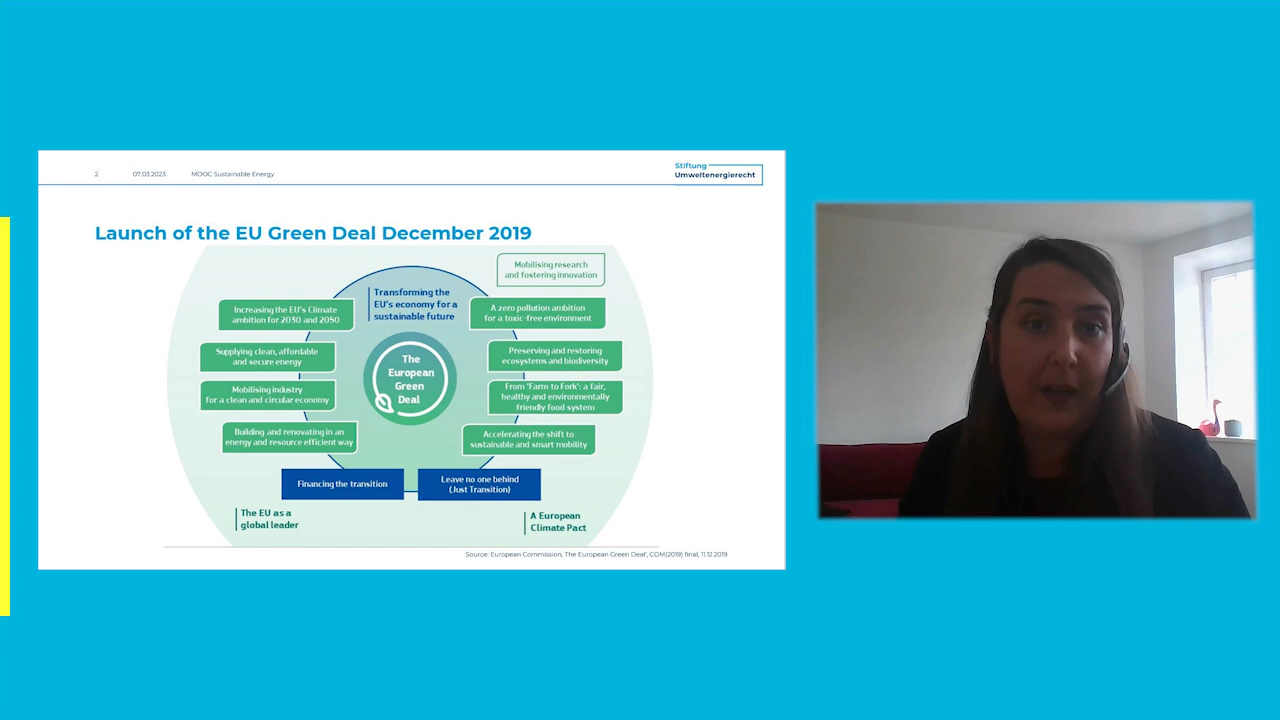 2 07.03.2023 MOOC Sustainable Energy
Stiftung
Umweltenergierecht
Launch of the EU Green Deal December 2019
Mobilising research
and fostering innovation
Transforming the
EU's economy for a
sustainable future
Increasing the EU's Climate
ambition for 2030 and 2050
A zero pollution ambition
for a toxic-free environment
Supplying clean, affordable
and secure energy
Preserving and restoring
ecosystems and biodiversity
The
European
Green
Deal
Mobilising industry
for a clean and circular economy
From 'Farm to Fork': a fair,
healthy and environmentally
friendly food system
Building and renovating in an
energy and resource efficient way
Accelerating the shift to
sustainable and smart mobility
Financing the transition
Leave no one behind
(Just Transition)
The EU as a
global leader
A European
Climate Pact
Source: European Commission, The European Green Deal', COM(2019) final, 11.12.2019